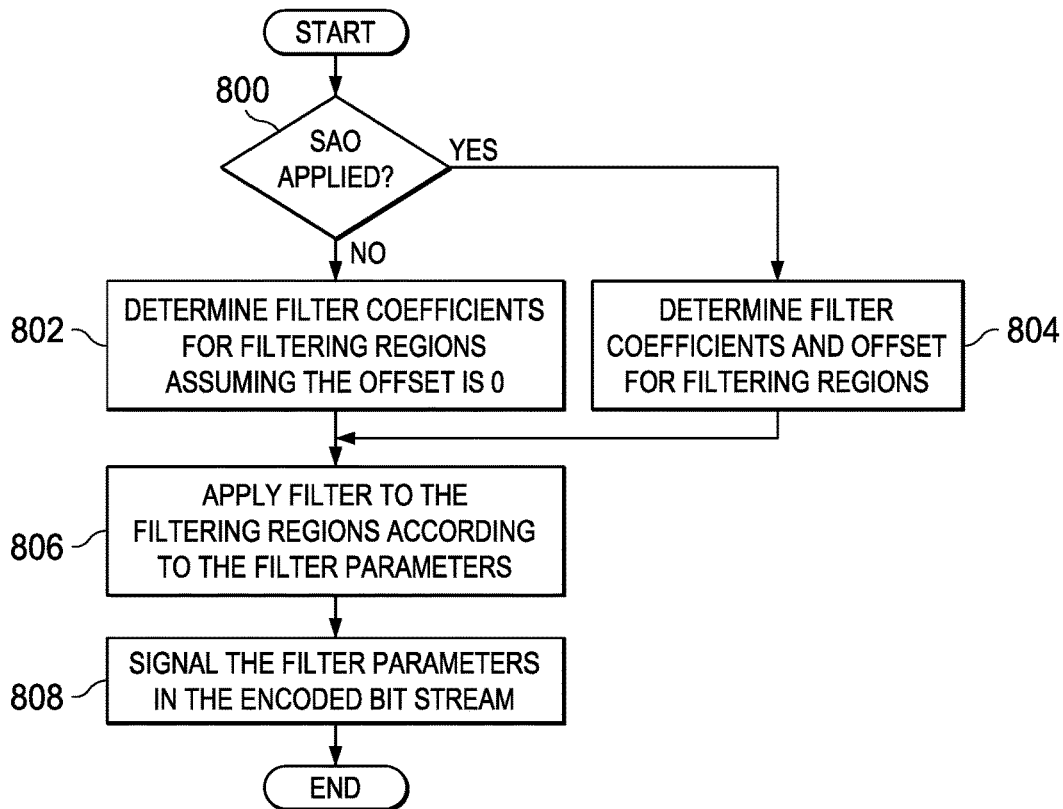 START
800
SAO
APPLIED?
YES
NO
802
DETERMINE FILTER COEFFICIENTS
FOR FILTERING REGIONS
ASSUMING THE OFFSET IS 0
DETERMINE FILTER
COEFFICIENTS AND OFFSET
FOR FILTERING REGIONS
804
806
APPLY FILTER TO THE
FILTERING REGIONS ACCORDING
TO THE FILTER PARAMETERS
808
SIGNAL THE FILTER PARAMETERS
IN THE ENCODED BIT STREAM
END